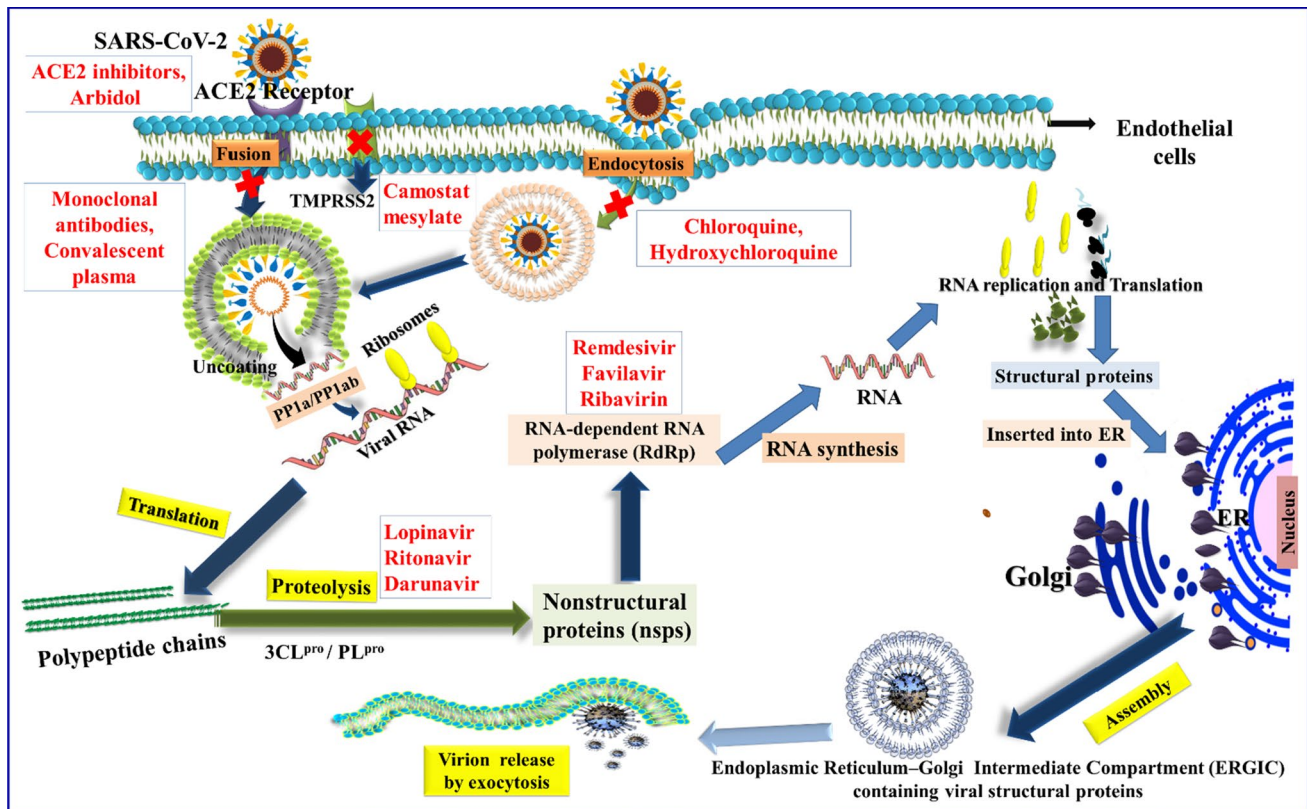 SARS-CoV-2
ACE2 inhibitors,
Arbidol
ACE2 Receptor
Fusion
Endocytosis
Endothelial
cells
TMPRSS2
Camostat
mesylate
Monoclonal
antibodies,
Convalescent
plasma
Chloroquine,
Hydroxychloroquine
RNA replication and Translation
Uncoating
Ribosomes
PP1a/PP1ab
Viral RNA
Remdesivir
Favilavir
Ribavirin
RNA-dependent RNA
polymerase (RdRp)
RNA synthesis
RNA
Structural proteins
Inserted into ER
Translation
Lopinavir
Ritonavir
Darunavir
Proteolysis
3CLpro / PLpro
Polypeptide chains
Nonstructural
proteins (nsps)
ER
Nucleus
Golgi
Assembly
Endoplasmic Reticulum–Golgi Intermediate Compartment (ERGIC)
containing viral structural proteins
Virion release
by exocytosis